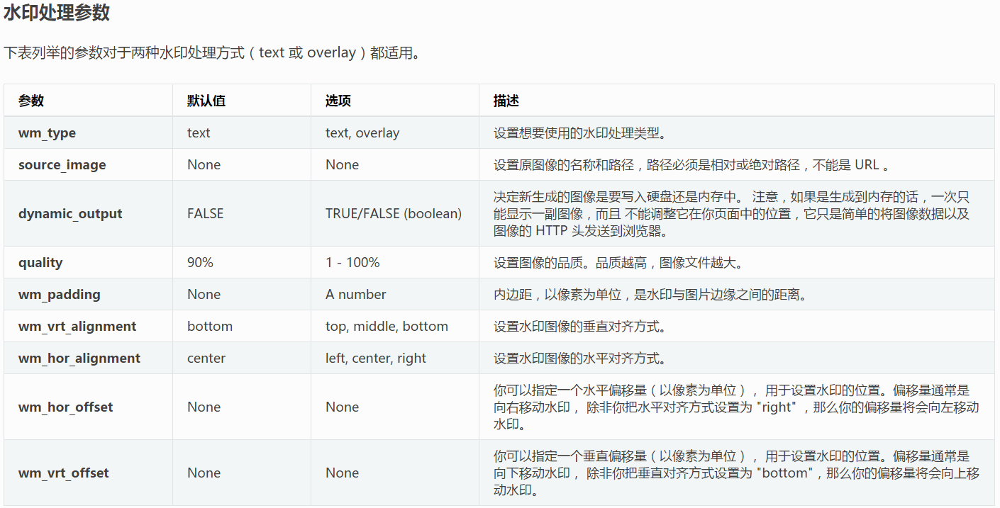 水印处理参数
下表列举的参数对于两种水印处理方式（ text 或 overlay ）都适用。
参数 默认值 选项 描述
wm_type text text, overlay 设置想要使用的水印处理类型。
source_image None None 设置原图像的名称和路径，路径必须是相对或绝对路径，不能是 URL 。
决定新生成的图像是要写入硬盘还是内存中。 注意，如果是生成到内存的话，一次只
dynamic_output FALSE TRUE/FALSE (boolean) 能显示一副图像，而且 不能调整它在你页面中的位置，它只是简单的将图像数据以及
图像的 HTTP 头发送到浏览器。
quality 90% 1 - 100% 设置图像的品质。品质越高，图像文件越大。
wm_padding None A number 内边距，以像素为单位，是水印与图片边缘之间的距离。
wm_vrt_alignment bottom top, middle, bottom 设置水印图像的垂直对齐方式。
wm_hor_alignment center left, center, right 设置水印图像的水平对齐方式。
你可以指定一个水平偏移量（以像素为单位）， 用于设置水印的位置。偏移量通常是
wm_hor_offset None None 向右移动水印， 除非你把水平对齐方式设置为 "right" ，那么你的偏移量将会向左移动
水印。
你可以指定一个垂直偏移量（以像素为单位）， 用于设置水印的位置。偏移量通常是
wm_vrt_offset None None 向下移动水印， 除非你把垂直对齐方式设置为 "bottom"，那么你的偏移量将会向上移
动水印。